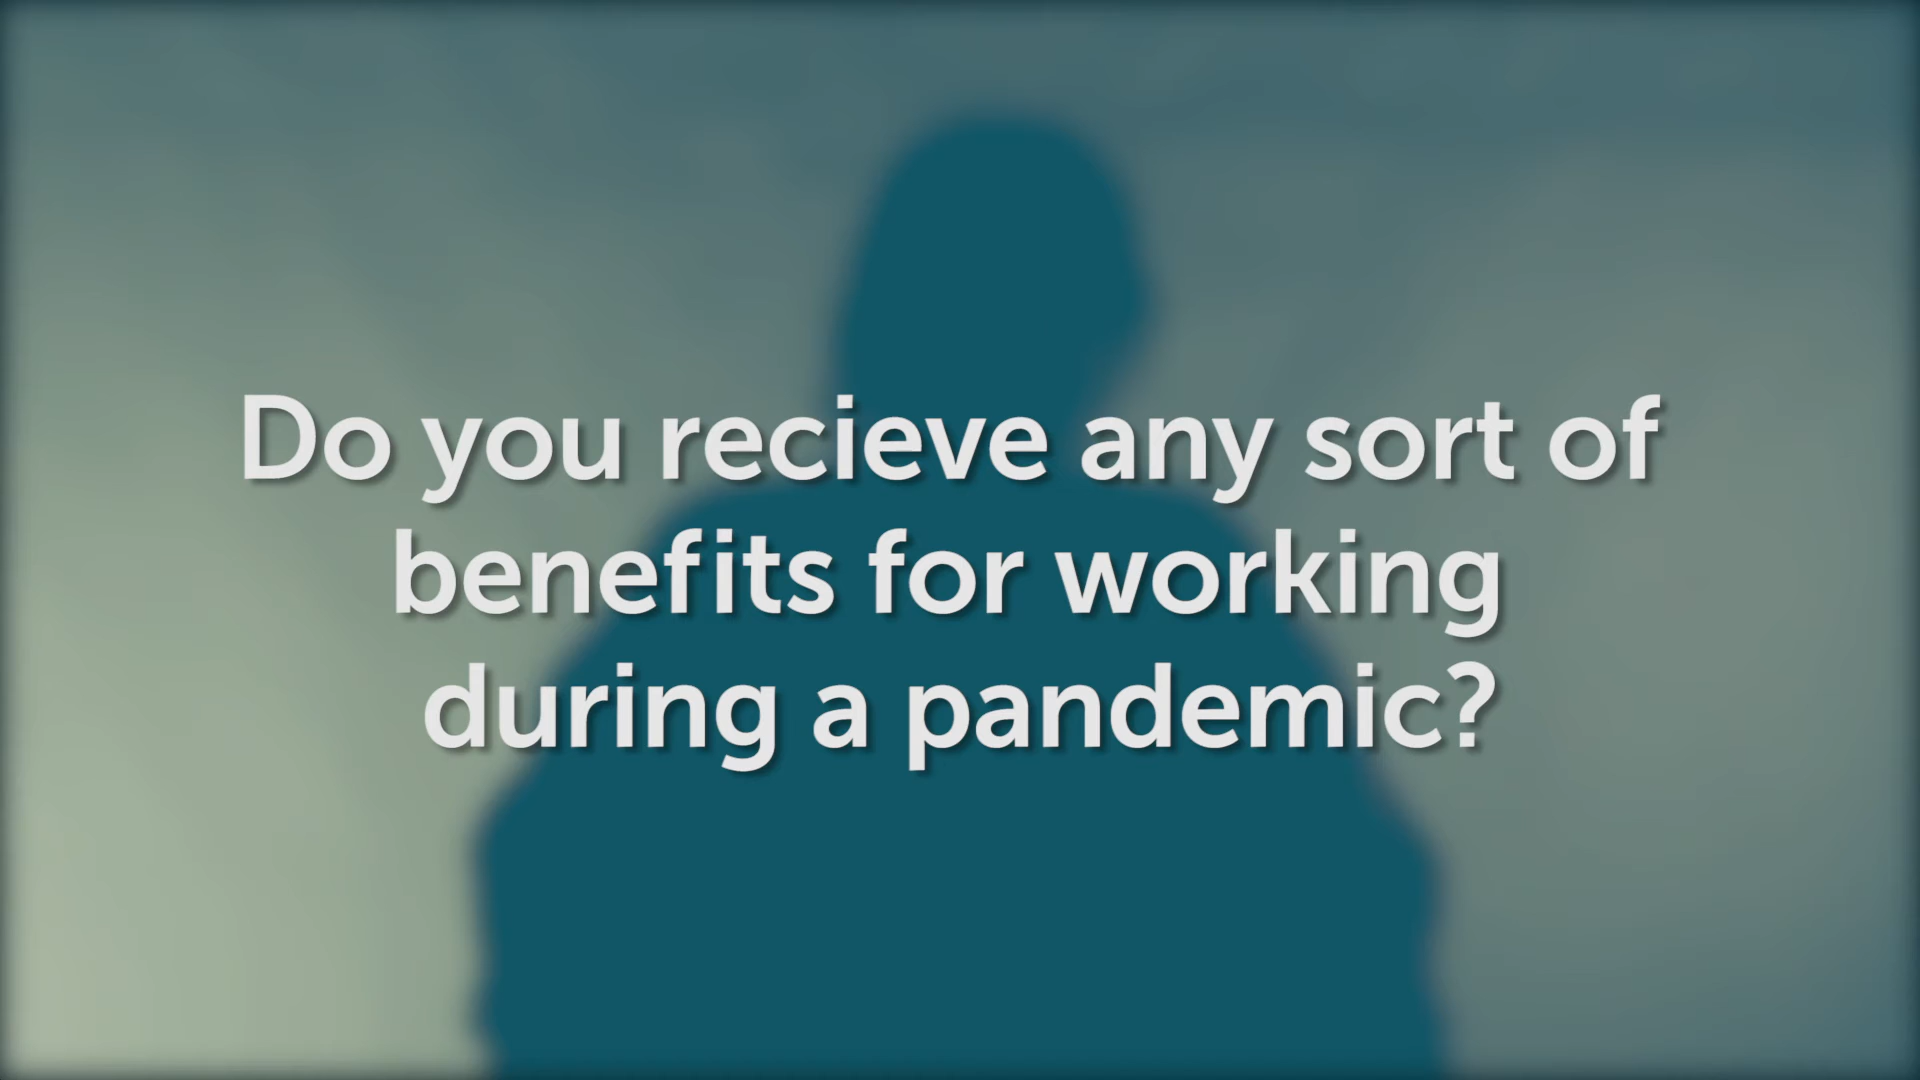 Do you recieve any sort of
benefits for working
during a pandemic?